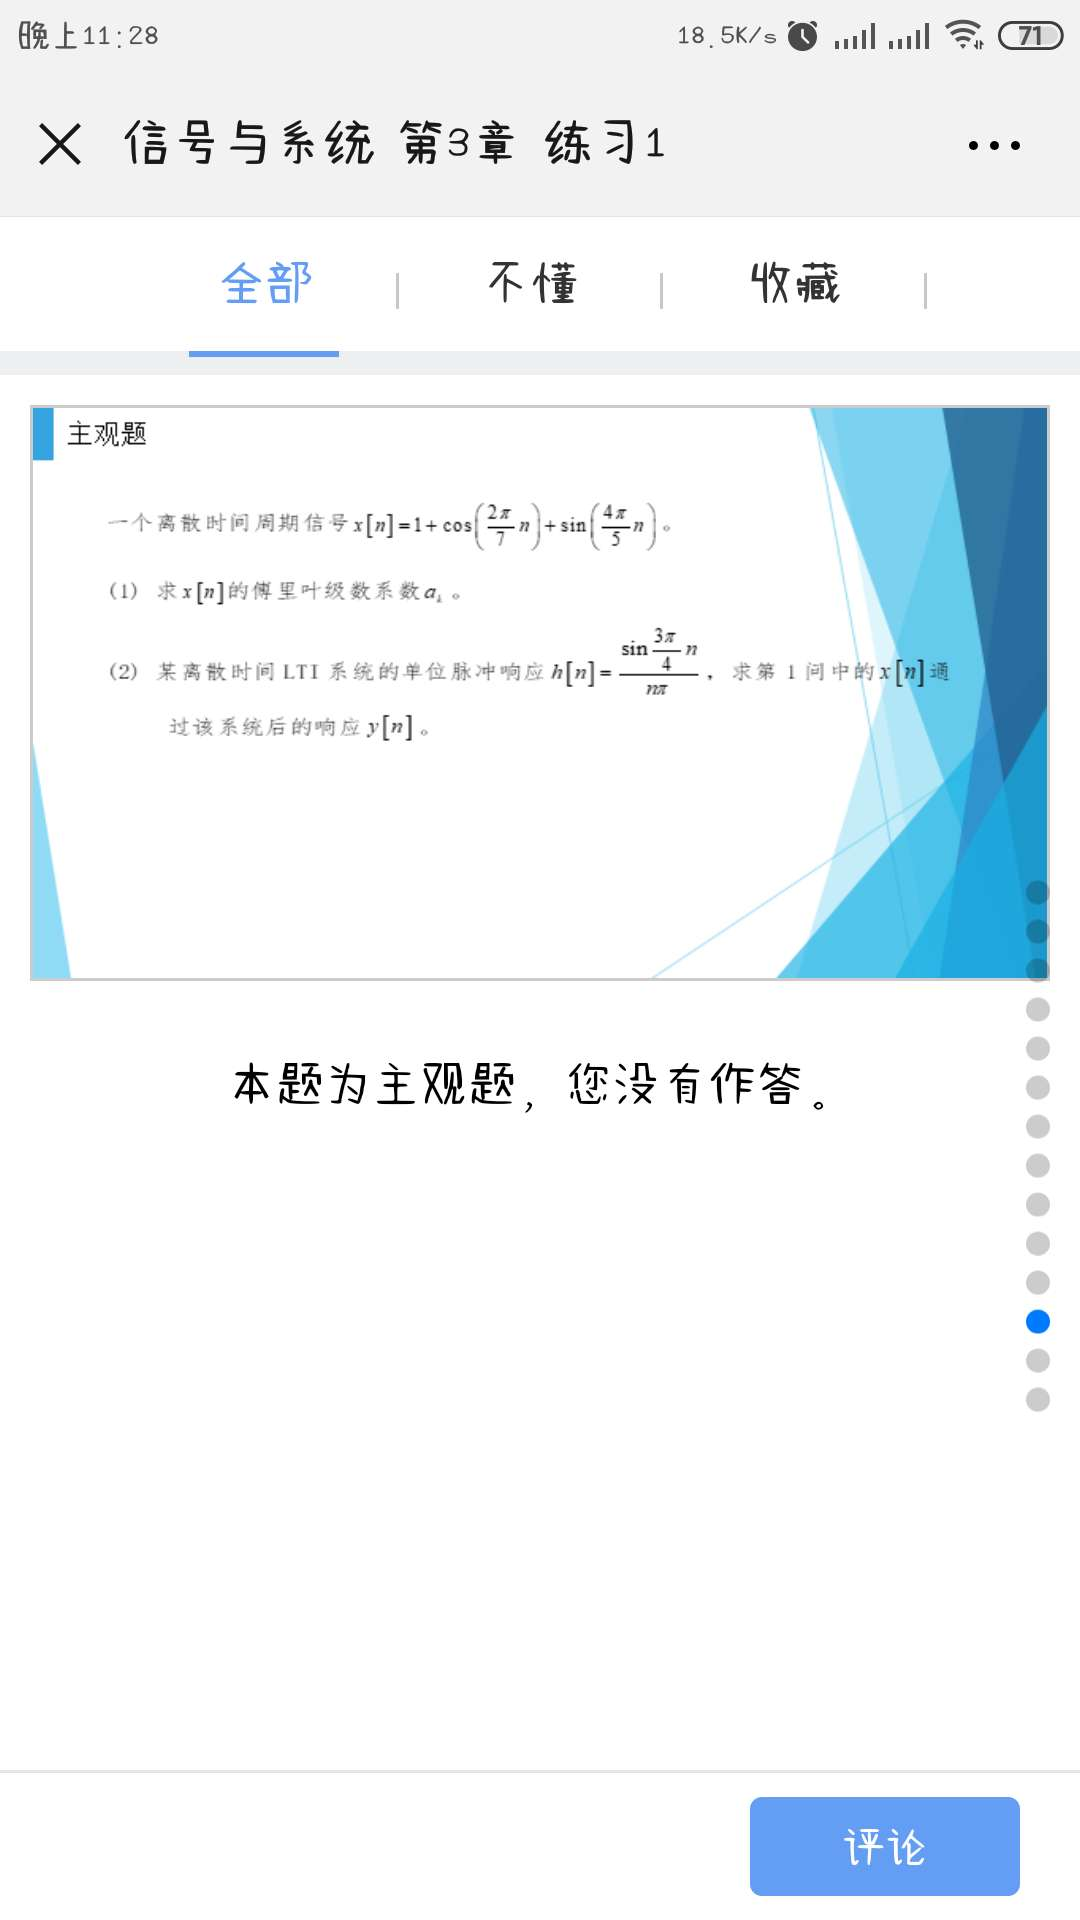 晚上11:28 18.5K/s 71
信号与系统 第3章 练习1
全部 不懂 收藏
主观题
一个离散时间周期信号 x[n]=1+cos(2π/7 n)+sin(4π/5 n)。
(1) 求 x[n]的傅里叶级数系数 aₖ 。
(2) 某离散时间 LTI 系统的单位脉冲响应 h[n]= sin(3π/4 n)/nπ ，求第 1 问中的 x[n]通
过该系统后的响应 y[n]。
本题为主观题，您没有作答。
评论